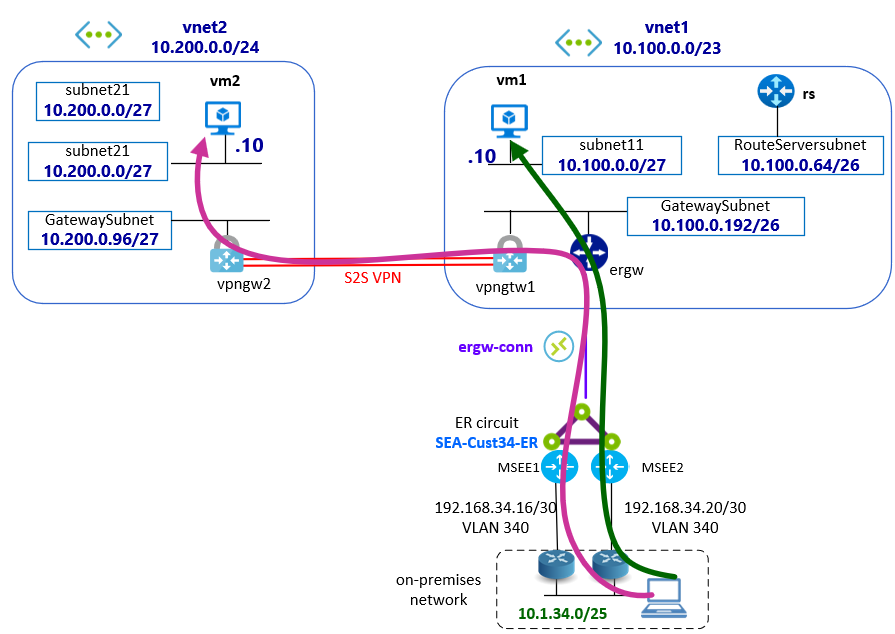 vnet2
10.200.0.0/24
vnet1
10.100.0.0/23
subnet21
10.200.0.0/27
vm2
.10
subnet21
10.200.0.0/27
GatewaySubnet
10.200.0.96/27
vpngw2
S2S VPN
vm1
.10
subnet11
10.100.0.0/27
rs
RouteServersubnet
10.100.0.64/26
GatewaySubnet
10.100.0.192/26
vpngtw1
ergw
ergw-conn
ER circuit
SEA-Cust34-ER
MSEE1
MSEE2
192.168.34.16/30
VLAN 340
192.168.34.20/30
VLAN 340
on-premises
network
10.1.34.0/25